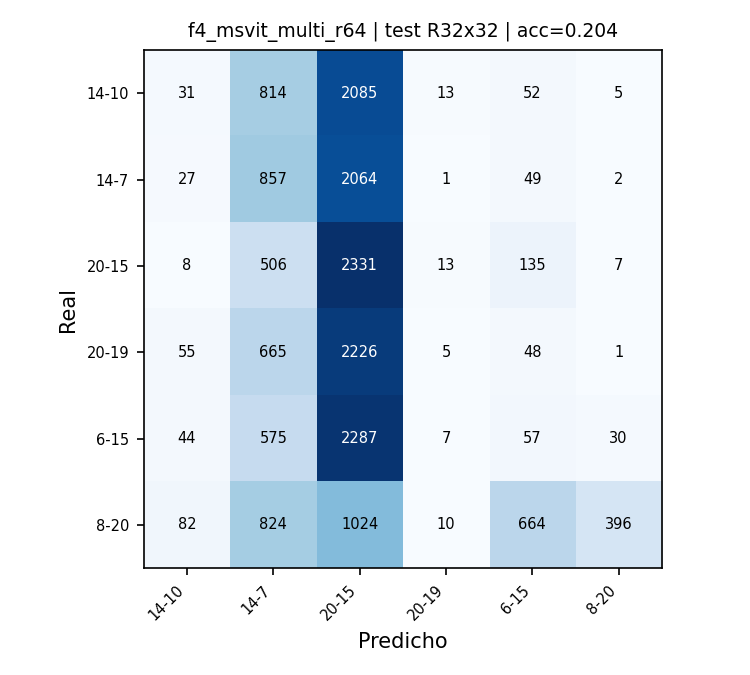 f4_msvit_multi_r64 | test R32x32 | acc=0.204
Real
14-10 31 814 2085 13 52 5
14-7 27 857 2064 1 49 2
20-15 8 506 2331 13 135 7
20-19 55 665 2226 5 48 1
6-15 44 575 2287 7 57 30
8-20 82 824 1024 10 664 396
14-10 14-7 20-15 20-19 6-15 8-20
Predicho